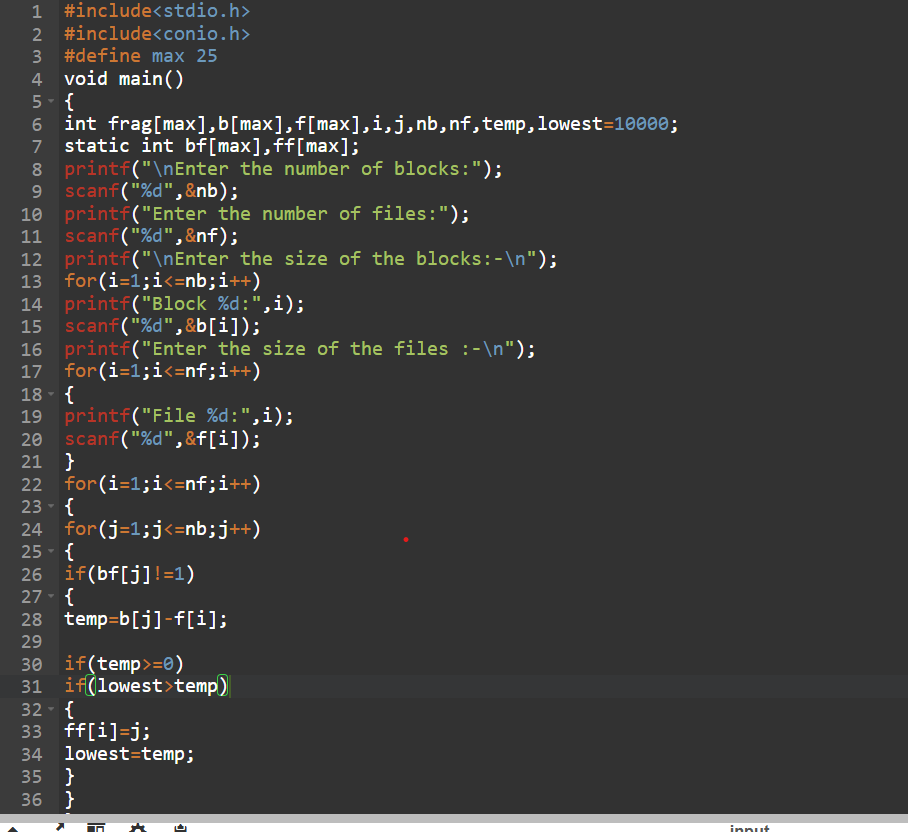 1 #include<stdio.h>
2 #include<conio.h>
3 #define max 25
4 void main()
5 {
6 int frag[max],b[max],f[max],i,j,nb,nf,temp,lowest=10000;
7 static int bf[max],ff[max];
8 printf("\nEnter the number of blocks:");
9 scanf("%d",&nb);
10 printf("Enter the number of files:");
11 scanf("%d",&nf);
12 printf("\nEnter the size of the blocks:-\n");
13 for(i=1;i<=nb;i++)
14 printf("Block %d:",i);
15 scanf("%d",&b[i]);
16 printf("Enter the size of the files :-\n");
17 for(i=1;i<=nf;i++)
18 {
19 printf("File %d:",i);
20 scanf("%d",&f[i]);
21 }
22 for(i=1;i<=nf;i++)
23 {
24 for(j=1;j<=nb;j++)
25 {
26 if(bf[j]!=1)
27 {
28 temp=b[j]-f[i];
29
30 if(temp>=0)
31 if(lowest>temp)
32 {
33 ff[i]=j;
34 lowest=temp;
35 }
36 }
input